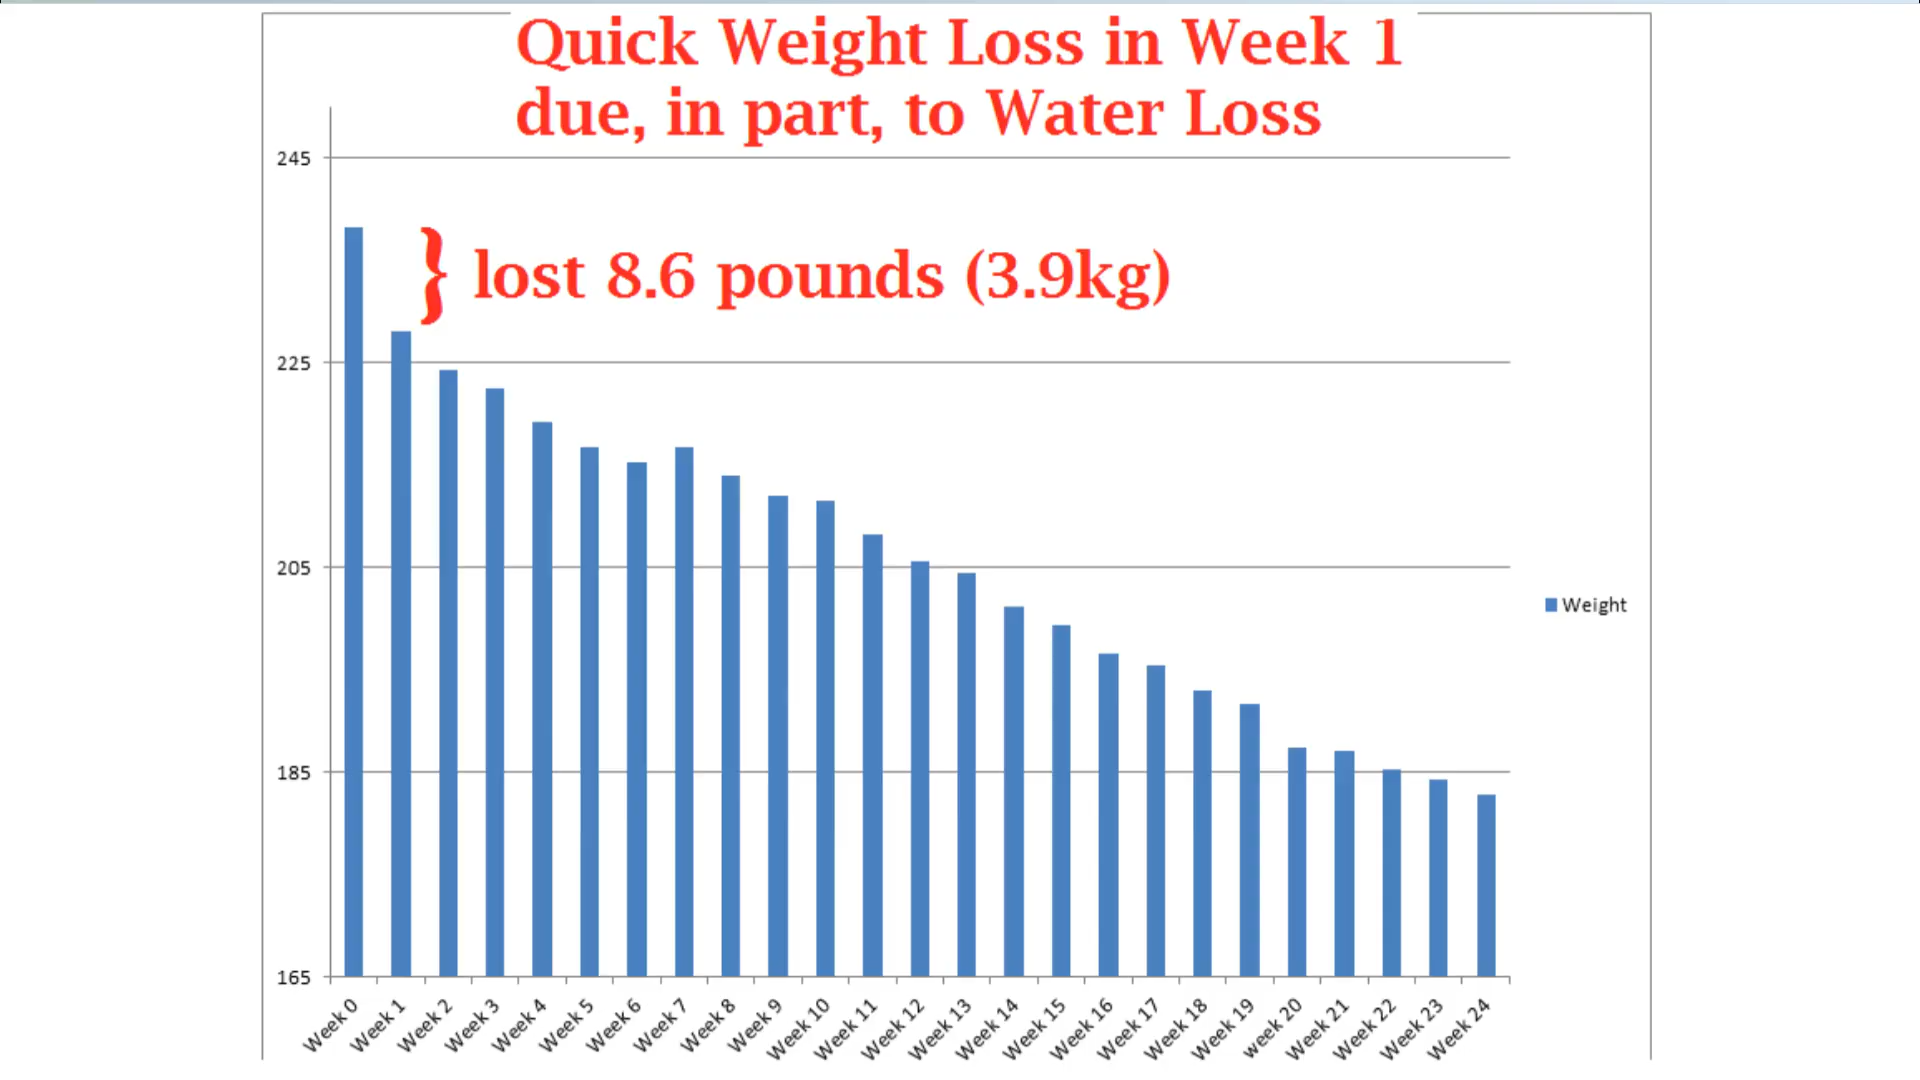 Quick Weight Loss in Week 1
due, in part, to Water Loss
245
} lost 8.6 pounds (3.9kg)
225
205
Weight
185
165
Week 0
Week 1
Week 2
Week 3
Week 4
Week 5
Week 6
Week 7
Week 8
Week 9
Week 10
Week 11
Week 12
Week 13
Week 14
Week 15
Week 16
Week 17
Week 18
Week 19
week 20
Week 21
Week 22
Week 23
Week 24